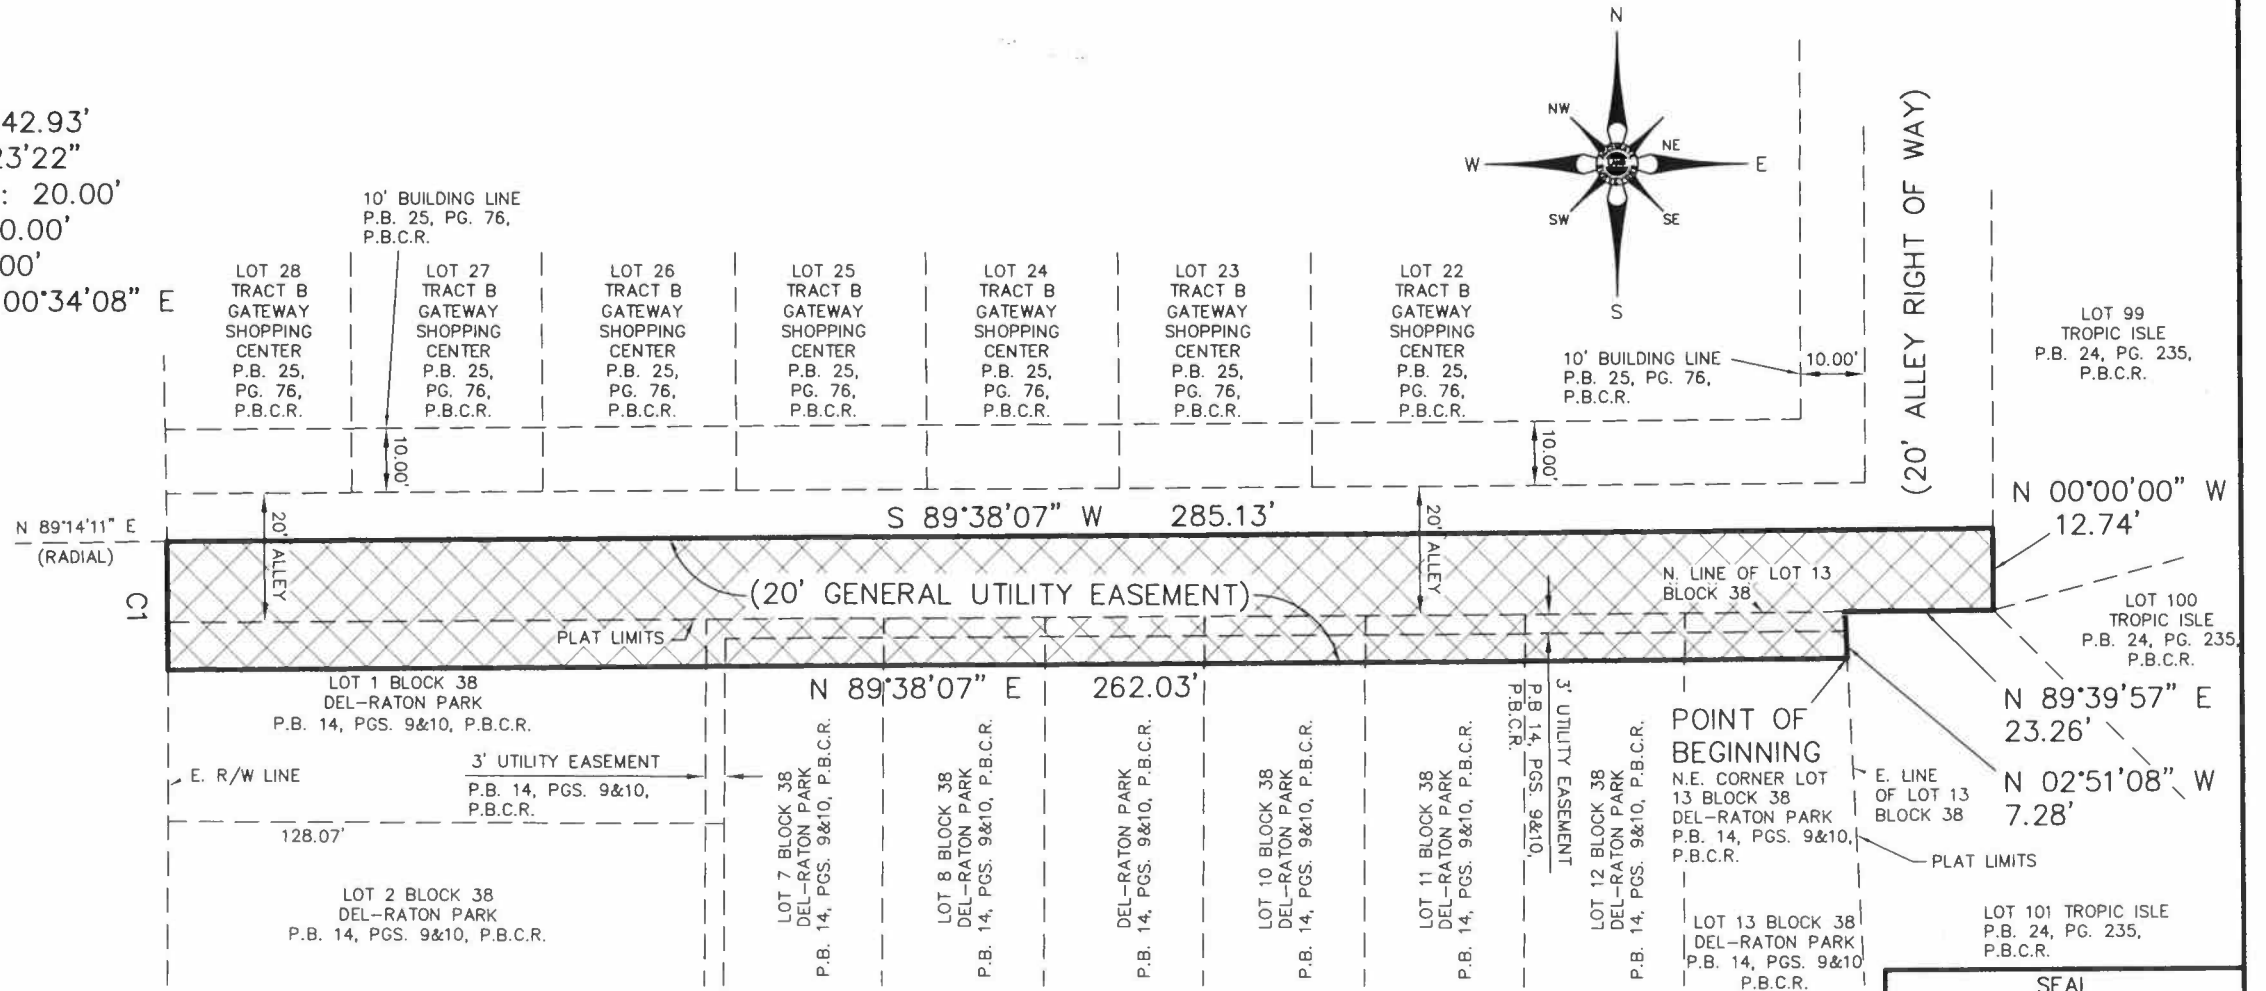 42.93'
23'22"
: 20.00'
0.00'
00'
00°34'08" E
N
NW
NE
W
E
SW
SE
S
10' BUILDING LINE
P.B. 25, PG. 76,
P.B.C.R.
LOT 28
TRACT B
GATEWAY
SHOPPING
CENTER
P.B. 25,
PG. 76,
P.B.C.R.
LOT 27
TRACT B
GATEWAY
SHOPPING
CENTER
P.B. 25,
PG. 76,
P.B.C.R.
LOT 26
TRACT B
GATEWAY
SHOPPING
CENTER
P.B. 25,
PG. 76,
P.B.C.R.
LOT 25
TRACT B
GATEWAY
SHOPPING
CENTER
P.B. 25,
PG. 76,
P.B.C.R.
LOT 24
TRACT B
GATEWAY
SHOPPING
CENTER
P.B. 25,
PG. 76,
P.B.C.R.
LOT 23
TRACT B
GATEWAY
SHOPPING
CENTER
P.B. 25,
PG. 76,
P.B.C.R.
LOT 22
TRACT B
GATEWAY
SHOPPING
CENTER
P.B. 25,
PG. 76,
P.B.C.R.
10' BUILDING LINE
P.B. 25, PG. 76,
P.B.C.R.
10.00'
(20' ALLEY RIGHT OF WAY)
LOT 99
TROPIC ISLE
P.B. 24, PG. 235,
P.B.C.R.
10.00'
10.00'
N 00°00'00" W
12.74'
N 89°14'11" E
(RADIAL)
C1
20' ALLEY
S 89°38'07" W 285.13'
20' ALLEY
(20' GENERAL UTILITY EASEMENT)
N. LINE OF LOT 13
BLOCK 38
PLAT LIMITS
LOT 100
TROPIC ISLE
P.B. 24, PG. 235,
P.B.C.R.
N 89°38'07" E 262.03'
LOT 1 BLOCK 38
DEL-RATON PARK
P.B. 14, PGS. 9&10, P.B.C.R.
E. R/W LINE
3' UTILITY EASEMENT
P.B. 14, PGS. 9&10,
P.B.C.R.
128.07'
LOT 2 BLOCK 38
DEL-RATON PARK
P.B. 14, PGS. 9&10, P.B.C.R.
LOT 7 BLOCK 38
DEL-RATON PARK
P.B. 14, PGS. 9&10, P.B.C.R.
LOT 8 BLOCK 38
DEL-RATON PARK
P.B. 14, PGS. 9&10, P.B.C.R.
DEL-RATON PARK
P.B. 14, PGS. 9&10, P.B.C.R.
LOT 10 BLOCK 38
DEL-RATON PARK
P.B. 14, PGS. 9&10, P.B.C.R.
LOT 11 BLOCK 38
DEL-RATON PARK
P.B. 14, PGS. 9&10, P.B.C.R.
3' UTILITY EASEMENT
P.B 14, PGS. 9&10,
P.B.C.R.
LOT 12 BLOCK 38
DEL-RATON PARK
P.B. 14, PGS. 9&10, P.B.C.R.
POINT OF
BEGINNING
N.E. CORNER LOT
13 BLOCK 38
DEL-RATON PARK
P.B. 14, PGS. 9&10,
P.B.C.R.
E. LINE
OF LOT 13
BLOCK 38
N 89°39'57" E
23.26'
N 02°51'08" W
7.28'
PLAT LIMITS
LOT 13 BLOCK 38
DEL-RATON PARK
P.B. 14, PGS. 9&10
P.B.C.R.
LOT 101 TROPIC ISLE
P.B. 24, PG. 235,
P.B.C.R.
SEAL